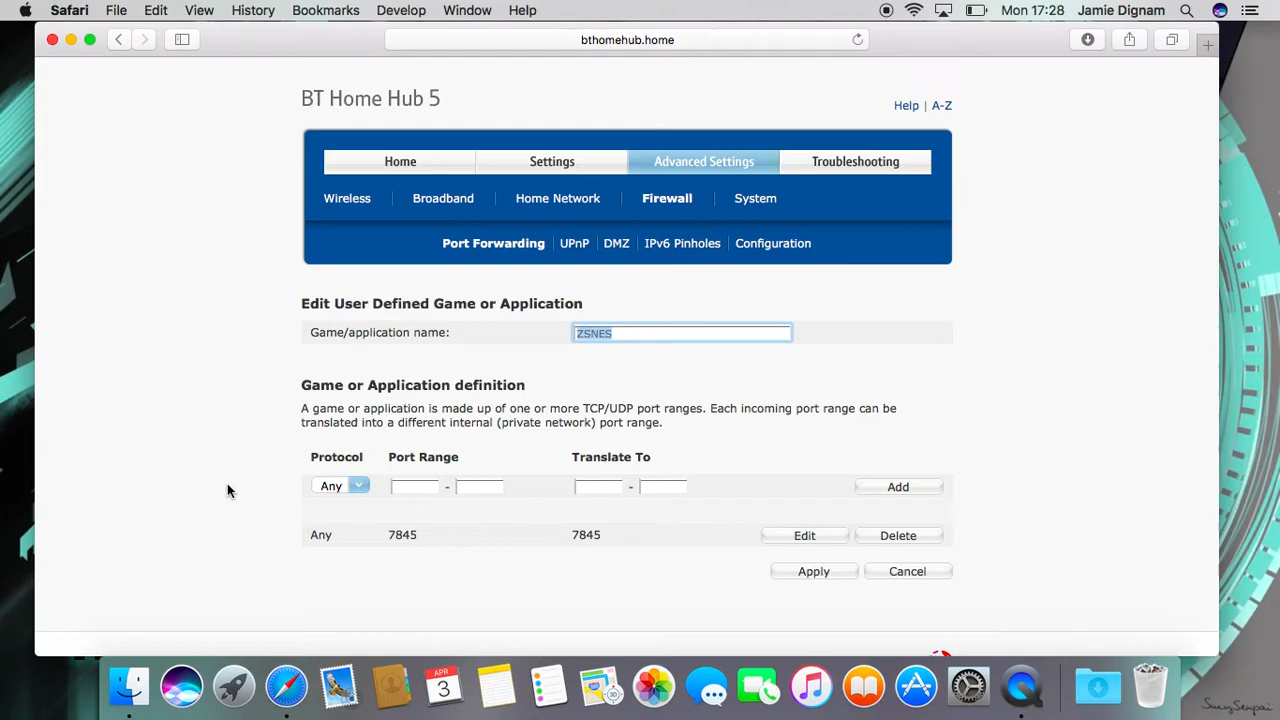 Safari File Edit View History Bookmarks Develop Window Help Mon 17:28 Jamie Dignam
bthomehub.home
BT Home Hub 5
Help | A-Z
Home Settings Advanced Settings Troubleshooting
Wireless Broadband Home Network Firewall System
Port Forwarding UPnP DMZ IPv6 Pinholes Configuration
Edit User Defined Game or Application
Game/application name: ZSNES
Game or Application definition
A game or application is made up of one or more TCP/UDP port ranges. Each incoming port range can be
translated into a different internal (private network) port range.
Protocol Port Range Translate To
Any - - Add
Any 7845 7845 Edit Delete
Apply Cancel
APR
3
SucySenpai